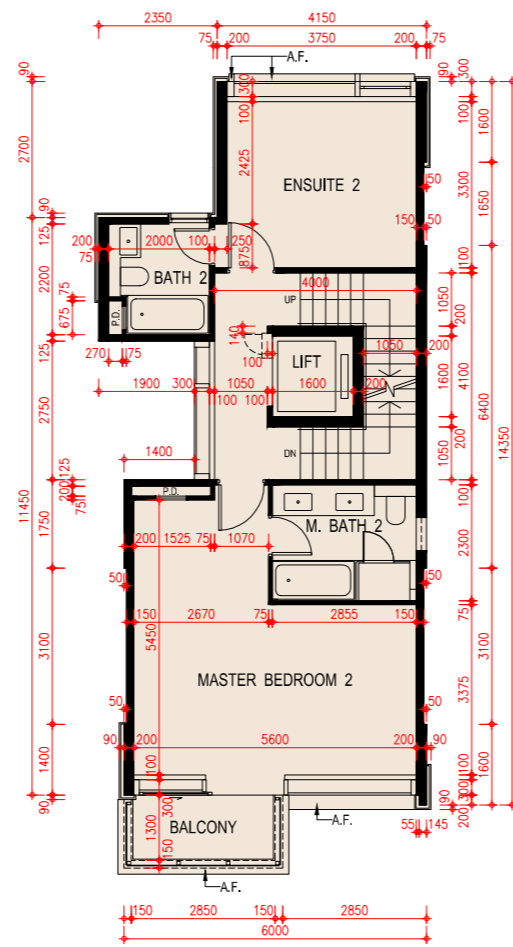 2350 4150
75 200 3750 200 75
A.F.
90 300 90 300
100 100
2700 2425 ENSUITE 2 3300 1600
50
1650
150 50
90
125 200 2000 100 250
75 875 100
2200 BATH 2 4000
UP 1050
75 140 200
675 P.D. 100 LIFT 1050 200
125 270 75 1600 4100
1900 300 1050 1600 200 6400
100 100
2750 14350
1400 DN 1050 200
125
11450 200 P.D. 100
75
1750 M. BATH 2 2300
200 1525 75 1070
50 50
150 2670 75 2855 150 75
5450
3100 3100
MASTER BEDROOM 2 3375
50 50
90 200 5600 200 90
1400 100 100 1600
300 300
90 90 200
1300 BALCONY A.F. 55 145
150
A.F.
150 2850 150 2850
6000